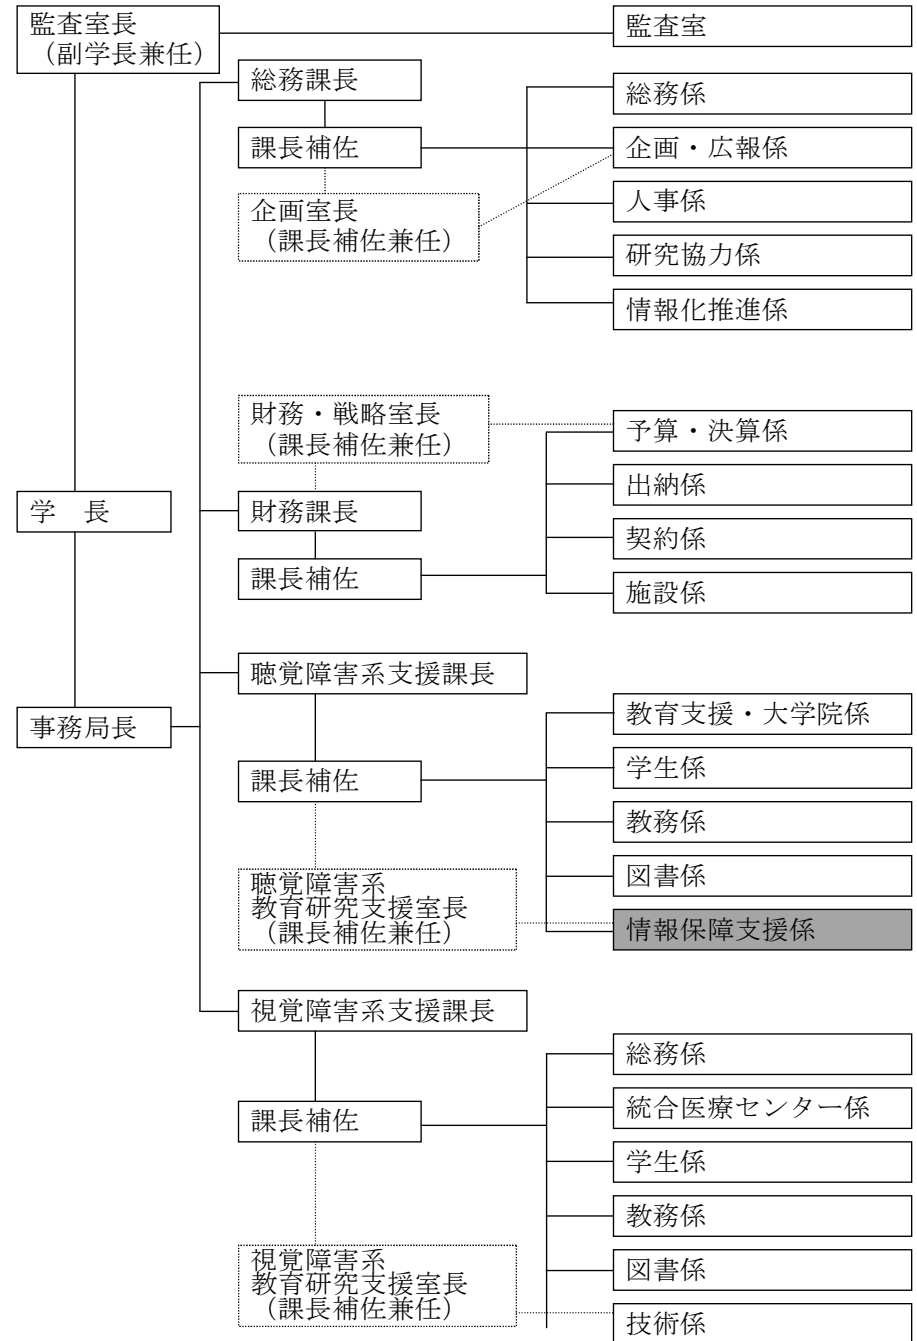 監査室長
（副学長兼任）
監査室
総務課長
総務係
課長補佐
企画・広報係
企画室長
（課長補佐兼任）
人事係
研究協力係
情報化推進係
財務・戦略室長
（課長補佐兼任）
予算・決算係
出納係
学　長
財務課長
契約係
課長補佐
施設係
聴覚障害系支援課長
教育支援・大学院係
事務局長
学生係
課長補佐
教務係
図書係
聴覚障害系
教育研究支援室長
（課長補佐兼任）
情報保障支援係
視覚障害系支援課長
総務係
課長補佐
統合医療センター係
学生係
教務係
図書係
視覚障害系
教育研究支援室長
（課長補佐兼任）
技術係